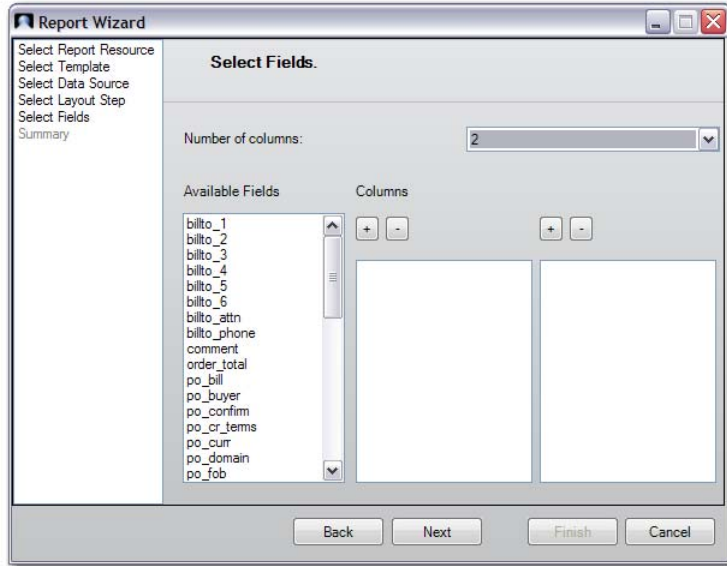 Report Wizard
Select Report Resource
Select Template
Select Data Source
Select Layout Step
Select Fields
Summary
Select Fields.
Number of columns: 2
Available Fields Columns
+ - + -
billto_1
billto_2
billto_3
billto_4
billto_5
billto_6
billto_attn
billto_phone
comment
order_total
po_bill
po_buyer
po_confirm
po_cr_terms
po_curr
po_domain
po_fob
Back Next Finish Cancel